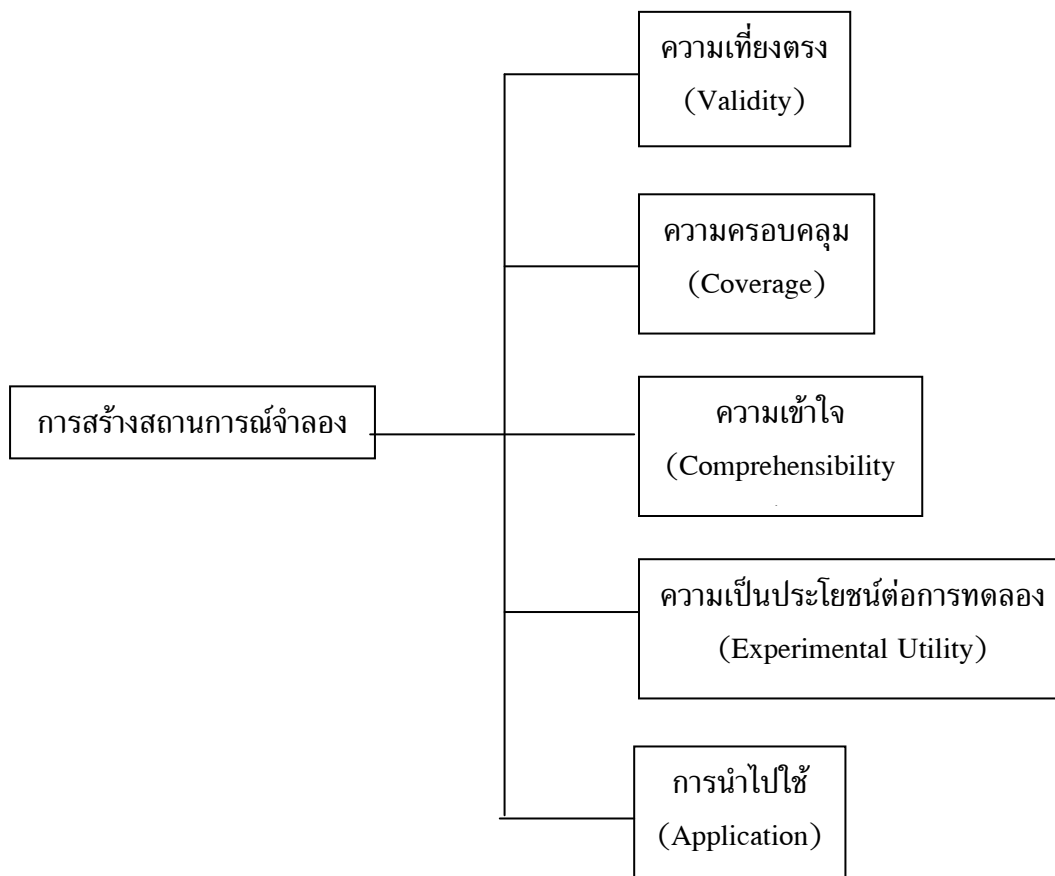 ความเที่ยงตรง
(Validity)
ความครอบคลุม
(Coverage)
การสร้างสถานการณ์จำลอง
ความเข้าใจ
(Comprehensibility
ความเป็นประโยชน์ต่อการทดลอง
(Experimental Utility)
การนำไปใช้
(Application)